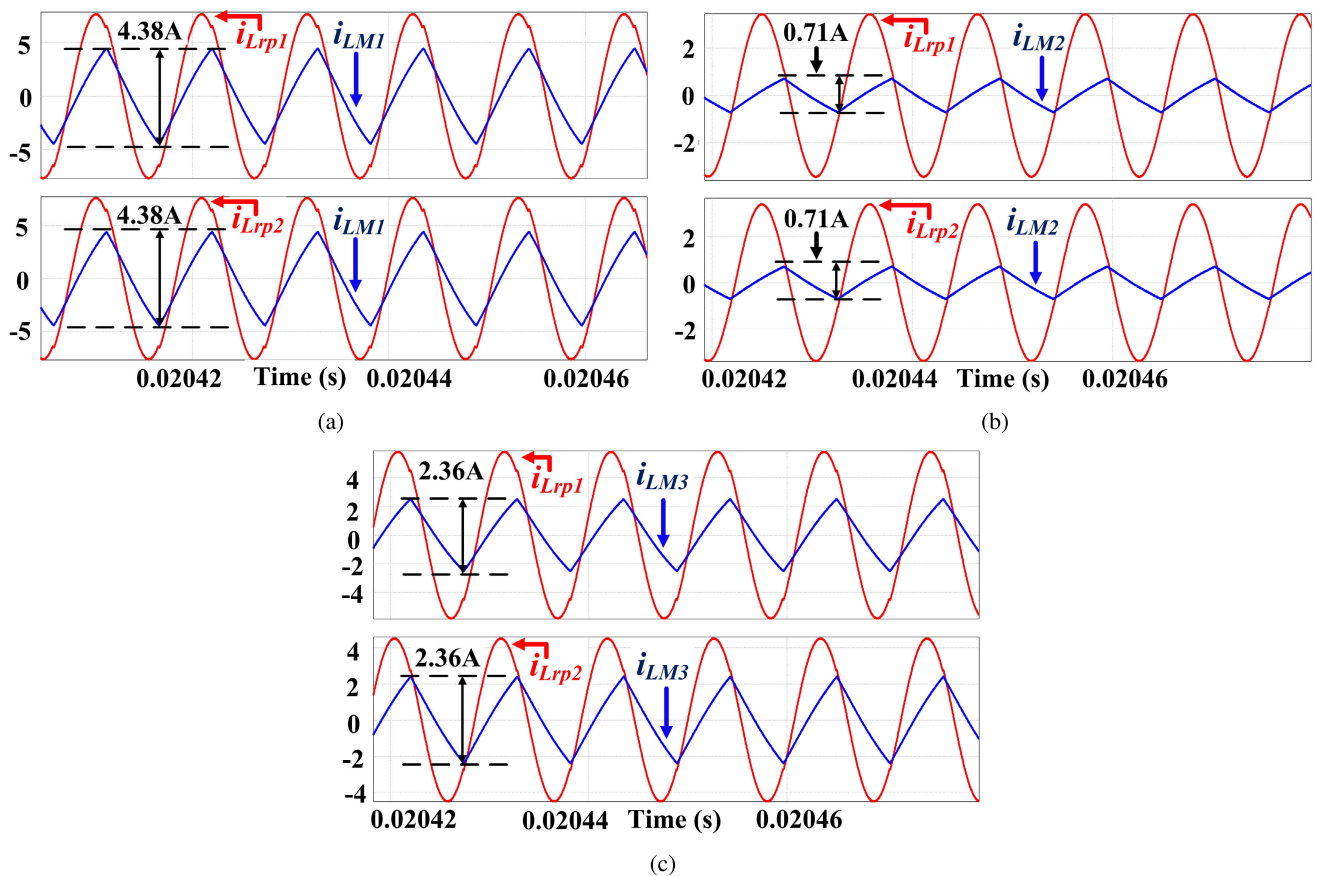 4.38A
iLrp1
iLM1
5
0
-5
4.38A
iLrp2
iLM1
5
0
-5
0.02042
Time (s)
0.02044
0.02046
(a)
0.71A
iLrp1
iLM2
2
0
-2
0.71A
iLrp2
iLM2
2
0
-2
0.02042
0.02044
Time (s)
0.02046
(b)
2.36A
iLrp1
iLM3
4
2
0
-2
-4
2.36A
iLrp2
iLM3
4
2
0
-2
-4
0.02042
0.02044
Time (s)
0.02046
(c)